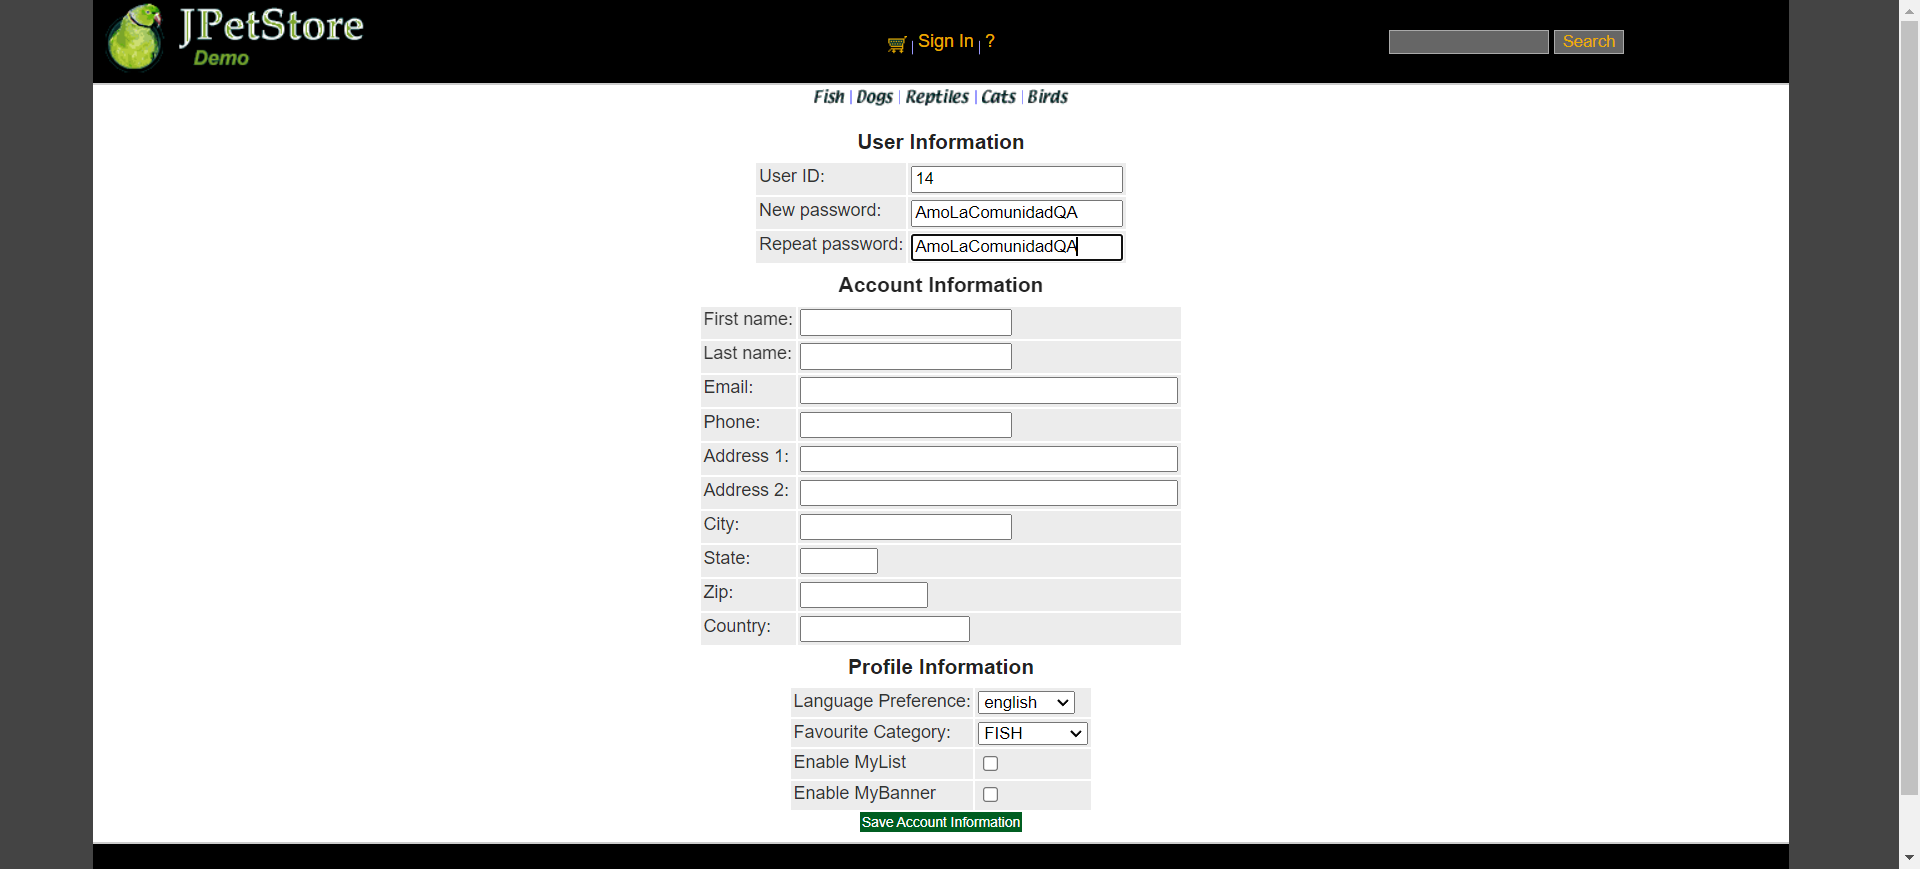 JPetStore
Demo
Sign In | ?
Search
Fish | Dogs | Reptiles | Cats | Birds
User Information
User ID: 14
New password: AmoLaComunidadQA
Repeat password: AmoLaComunidadQA
Account Information
First name:
Last name:
Email:
Phone:
Address 1:
Address 2:
City:
State:
Zip:
Country:
Profile Information
Language Preference: english
Favourite Category: FISH
Enable MyList
Enable MyBanner
Save Account Information